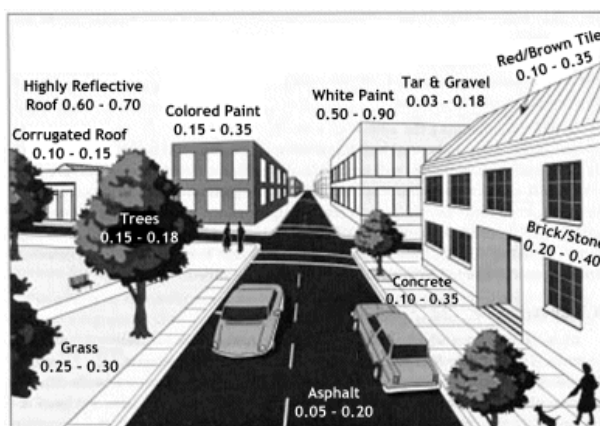 Highly Reflective
Roof 0.60 - 0.70
Corrugated Roof
0.10 - 0.15
Colored Paint
0.15 - 0.35
White Paint
0.50 - 0.90
Tar & Gravel
0.03 - 0.18
Red/Brown Tile
0.10 - 0.35
Trees
0.15 - 0.18
Brick/Stone
0.20 - 0.40
Concrete
0.10 - 0.35
Grass
0.25 - 0.30
Asphalt
0.05 - 0.20